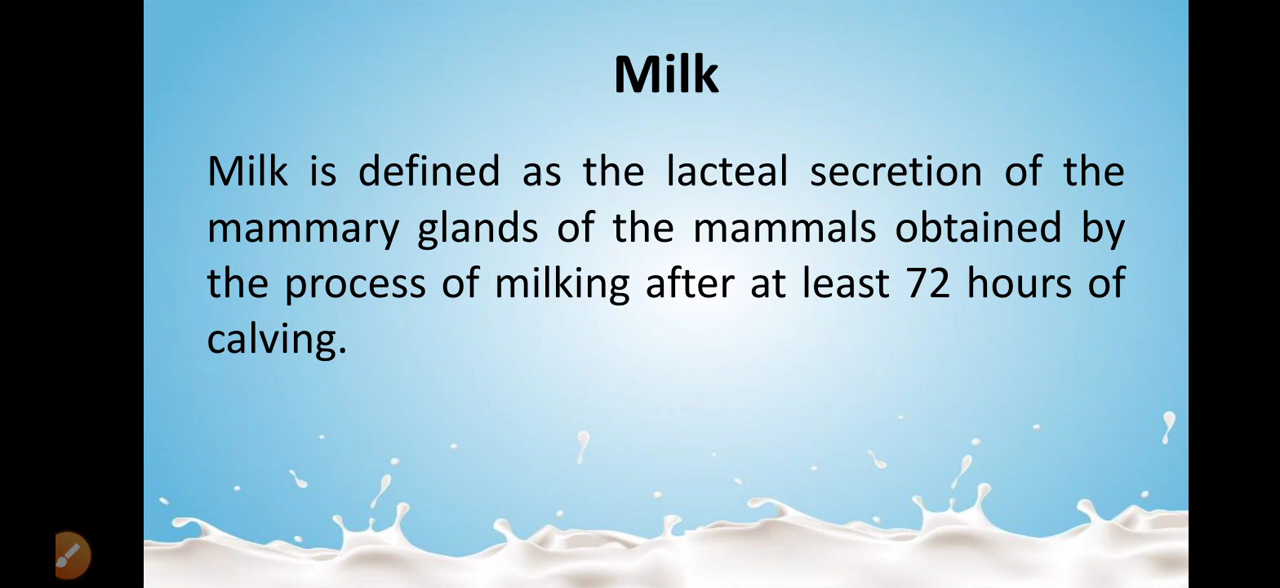 Milk
Milk is defined as the lacteal secretion of the
mammary glands of the mammals obtained by
the process of milking after at least 72 hours of
calving.